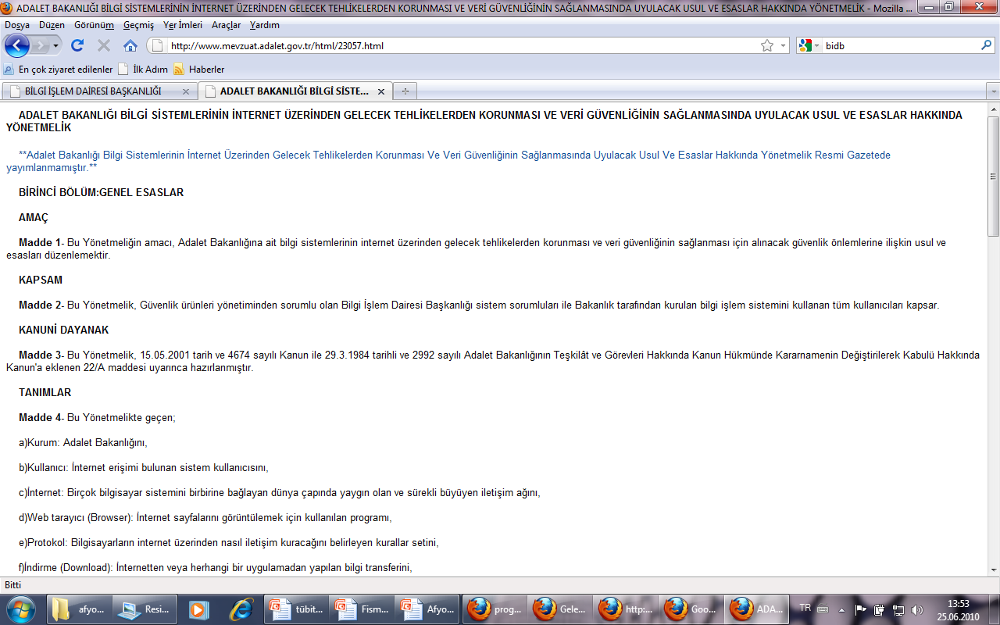 ADALET BAKANLIĞI BİLGİ SİSTEMLERİNİN İNTERNET ÜZERİNDEN GELECEK TEHLİKELERDEN KORUNMASI VE VERİ GÜVENLİĞİNİN SAĞLANMASINDA UYULACAK USUL VE ESASLAR HAKKINDA YÖNETMELİK - Mozilla ...
Dosya Düzen Görünüm Geçmiş Yer İmleri Araçlar Yardım
http://www.mevzuat.adalet.gov.tr/html/23057.html bidb
En çok ziyaret edilenler İlk Adım Haberler
BİLGİ İŞLEM DAİRESİ BAŞKANLIĞI ADALET BAKANLIĞI BİLGİ SİSTE...
ADALET BAKANLIĞI BİLGİ SİSTEMLERİNİN İNTERNET ÜZERİNDEN GELECEK TEHLİKELERDEN KORUNMASI VE VERİ GÜVENLİĞİNİN SAĞLANMASINDA UYULACAK USUL VE ESASLAR HAKKINDA
YÖNETMELİK
**Adalet Bakanlığı Bilgi Sistemlerinin İnternet Üzerinden Gelecek Tehlikelerden Korunması Ve Veri Güvenliğinin Sağlanmasında Uyulacak Usul Ve Esaslar Hakkında Yönetmelik Resmi Gazetede
yayımlanmamıştır.**
BİRİNCİ BÖLÜM:GENEL ESASLAR
AMAÇ
Madde 1- Bu Yönetmeliğin amacı, Adalet Bakanlığına ait bilgi sistemlerinin internet üzerinden gelecek tehlikelerden korunması ve veri güvenliğinin sağlanması için alınacak güvenlik önlemlerine ilişkin usul ve
esasları düzenlemektir.
KAPSAM
Madde 2- Bu Yönetmelik, Güvenlik ürünleri yönetiminden sorumlu olan Bilgi İşlem Dairesi Başkanlığı sistem sorumluları ile Bakanlık tarafından kurulan bilgi işlem sistemini kullanan tüm kullanıcıları kapsar.
KANUNİ DAYANAK
Madde 3- Bu Yönetmelik, 15.05.2001 tarih ve 4674 sayılı Kanun ile 29.3.1984 tarihli ve 2992 sayılı Adalet Bakanlığının Teşkilât ve Görevleri Hakkında Kanun Hükmünde Kararnamenin Değiştirilerek Kabulü Hakkında
Kanun'a eklenen 22/A maddesi uyarınca hazırlanmıştır.
TANIMLAR
Madde 4- Bu Yönetmelikte geçen;
a)Kurum: Adalet Bakanlığını,
b)Kullanıcı: İnternet erişimi bulunan sistem kullanıcısını,
c)İnternet: Birçok bilgisayar sistemini birbirine bağlayan dünya çapında yaygın olan ve sürekli büyüyen iletişim ağını,
d)Web tarayıcı (Browser): İnternet sayfalarını görüntülemek için kullanılan programı,
e)Protokol: Bilgisayarların internet üzerinden nasıl iletişim kuracağını belirleyen kurallar setini,
f)İndirme (Download): İnternetten veya herhangi bir uygulamadan yapılan bilgi transferini,
Bitti
afyo... Resi... tübit... Fism... Afyo... prog... Gele... http:... Goo... ADA... TR 13:53
25.06.2010